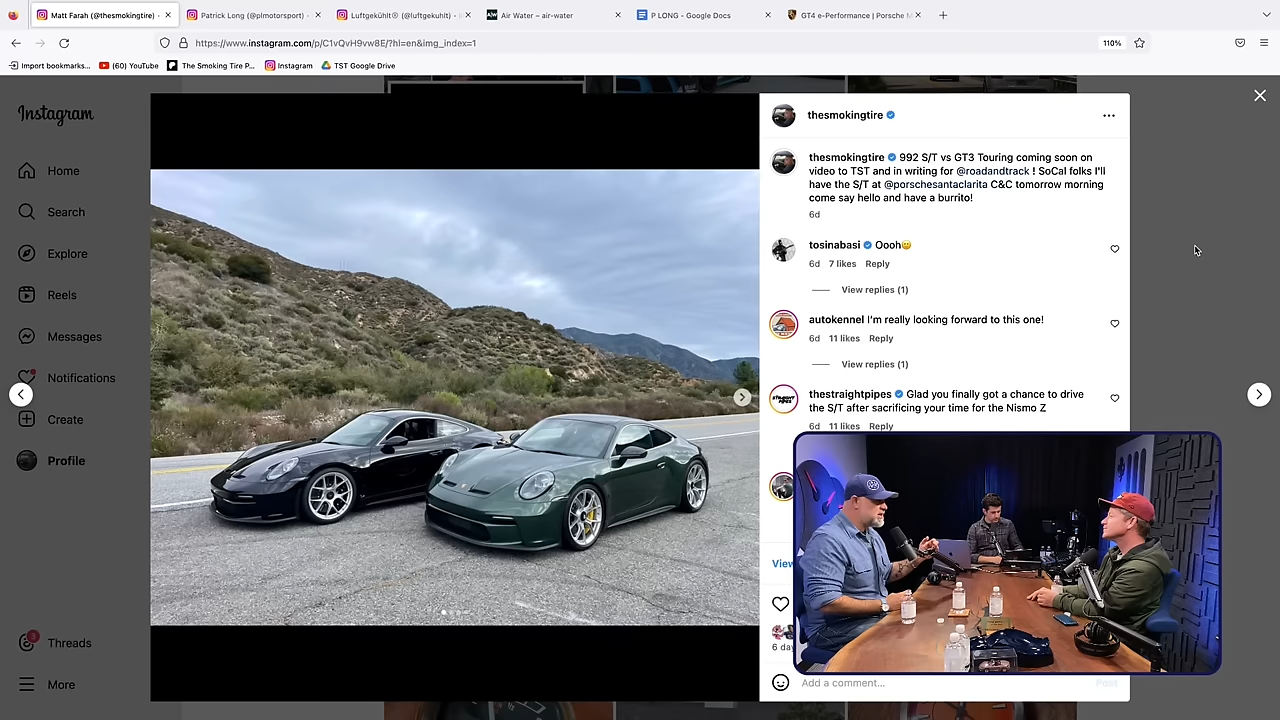 Matt Farah (@thesmokingtire) ·
Patrick Long (@plmotorsport) ·
Luftgekühlt® (@luftgekuhlt) ·
Air Water – air-water
P LONG - Google Docs
GT4 e-Performance | Porsche M
https://www.instagram.com/p/C1vQvH9vw8E/?hl=en&img_index=1
110%
Import bookmarks...
(60) YouTube
The Smoking Tire P...
Instagram
TST Google Drive
Instagram
Home
Search
Explore
Reels
Messages
Notifications
Create
Profile
3
Threads
More
thesmokingtire
thesmokingtire 992 S/T vs GT3 Touring coming soon on
video to TST and in writing for @roadandtrack ! SoCal folks I'll
have the S/T at @porschesantaclarita C&C tomorrow morning
come say hello and have a burrito!
6d
tosinabasi Oooh
6d 7 likes Reply
View replies (1)
autokennel I'm really looking forward to this one!
6d 11 likes Reply
View replies (1)
thestraightpipes Glad you finally got a chance to drive
the S/T after sacrificing your time for the Nismo Z
6d 11 likes Reply
View
6 day
Add a comment...
Post